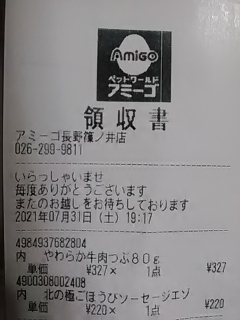 AMIGO
ペットワールド
アミーゴ
領収書
アミーゴ長野篠ノ井店
026-299-9811
いらっしゃいませ
毎度ありがとうございます
またのお越しをお待ちしております
2021年07月31日(土) 19:17
4984937682804
内 やわらか牛肉つぶ80g
単価 ¥327× 1点 ¥327
4900308002408
内 北の極ごほうびソーセージエゾ
単価 ¥220× 1点 ¥220